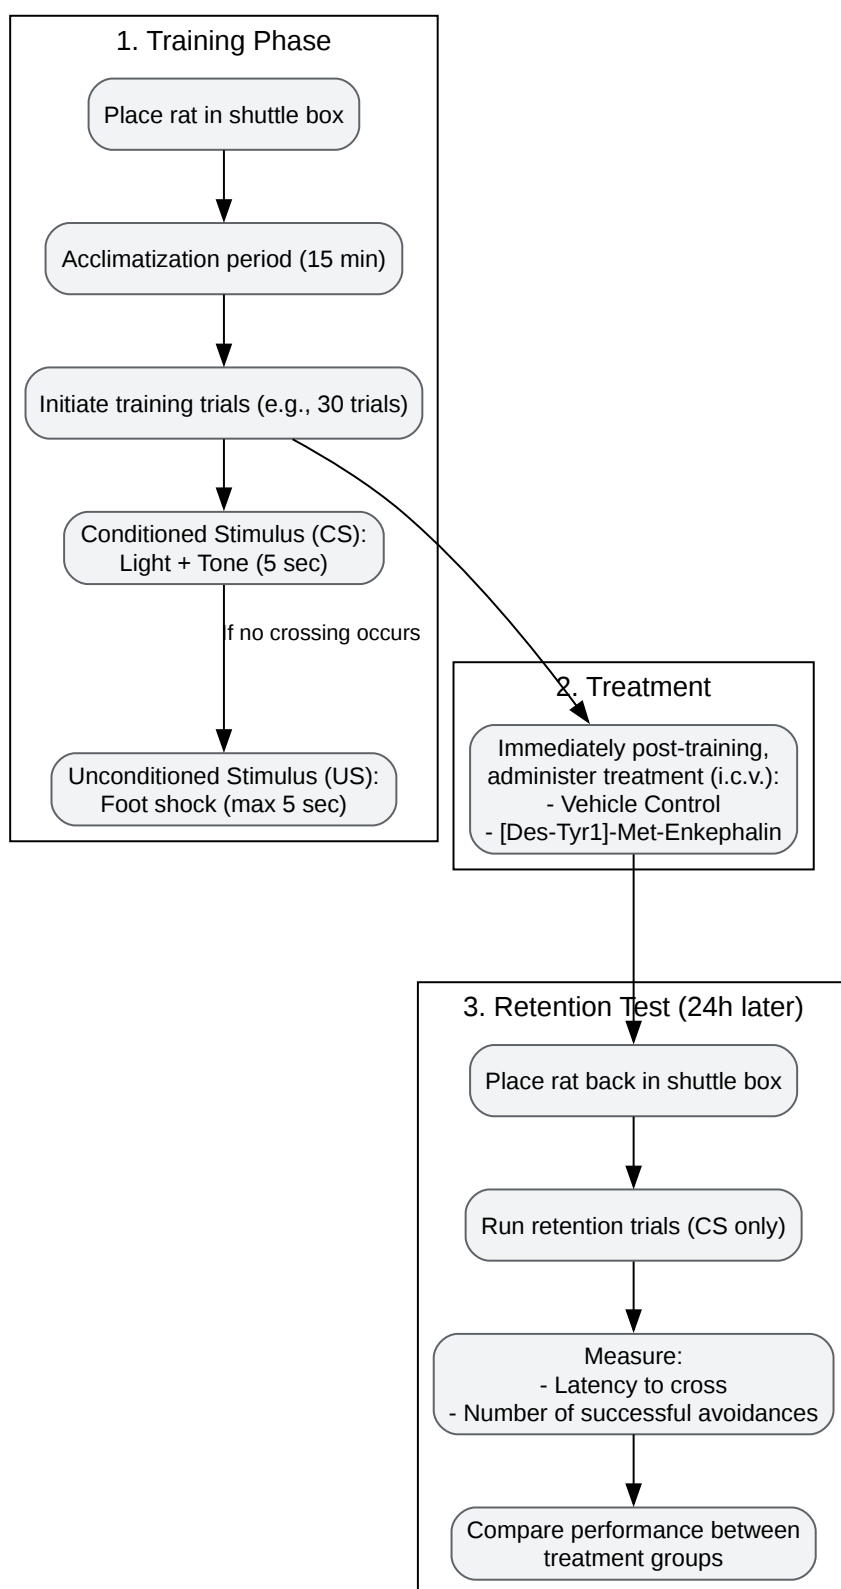 1. Training Phase
Place rat in shuttle box
Acclimatization period (15 min)
Initiate training trials (e.g., 30 trials)
Conditioned Stimulus (CS):
Light + Tone (5 sec)
If no crossing occurs
Unconditioned Stimulus (US):
Foot shock (max 5 sec)
2. Treatment
Immediately post-training,
administer treatment (i.c.v.):
- Vehicle Control
- [Des-Tyr1]-Met-Enkephalin
3. Retention Test (24h later)
Place rat back in shuttle box
Run retention trials (CS only)
Measure:
- Latency to cross
- Number of successful avoidances
Compare performance between
treatment groups